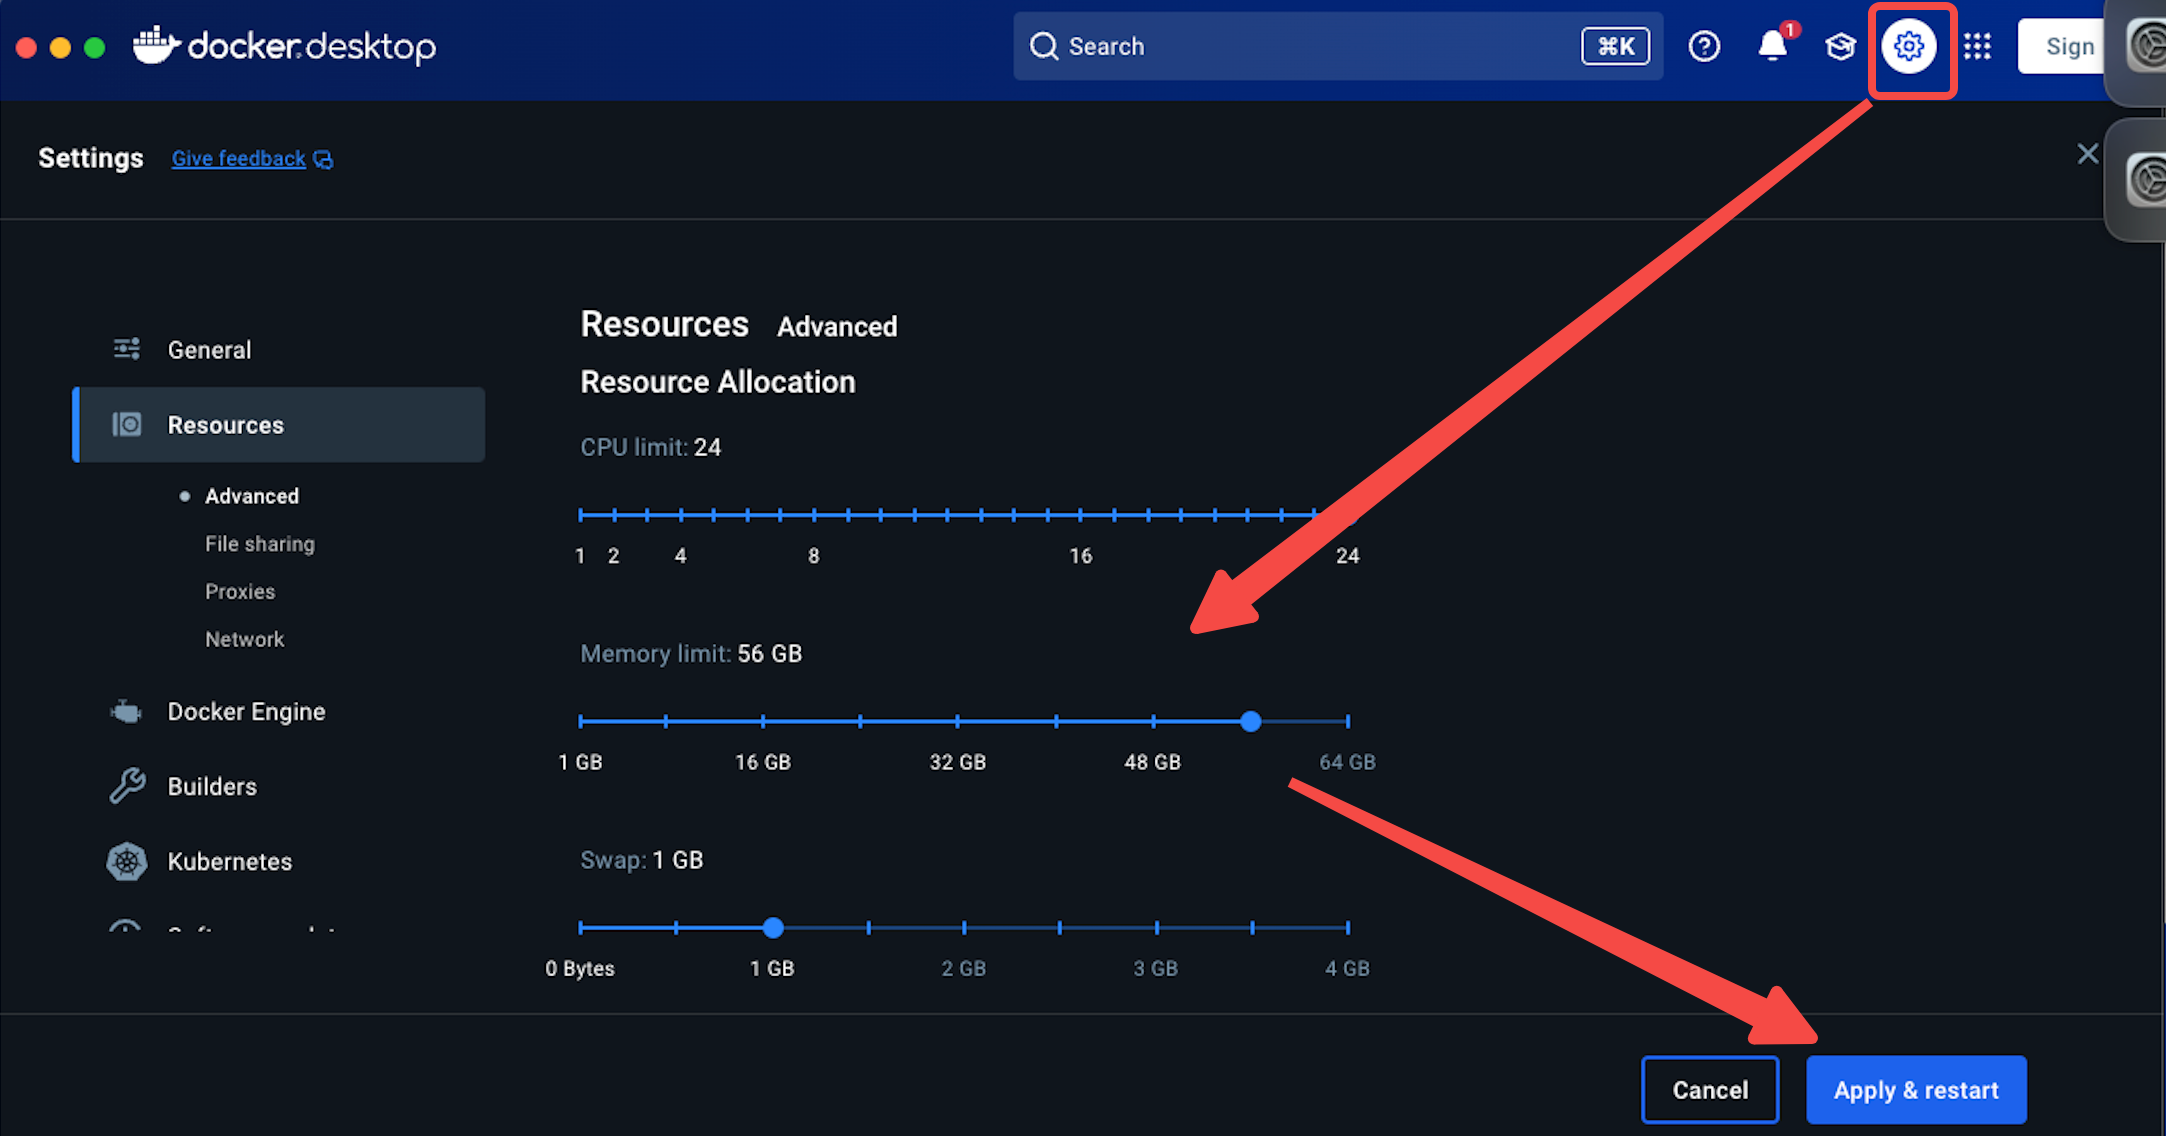 docker.desktop
Search
⌘K
1
Sign
Settings
Give feedback
General
Resources
Advanced
File sharing
Proxies
Network
Docker Engine
Builders
Kubernetes
Resources Advanced
Resource Allocation
CPU limit: 24
1 2 4 8 16 24
Memory limit: 56 GB
1 GB 16 GB 32 GB 48 GB 64 GB
Swap: 1 GB
0 Bytes 1 GB 2 GB 3 GB 4 GB
Cancel
Apply & restart